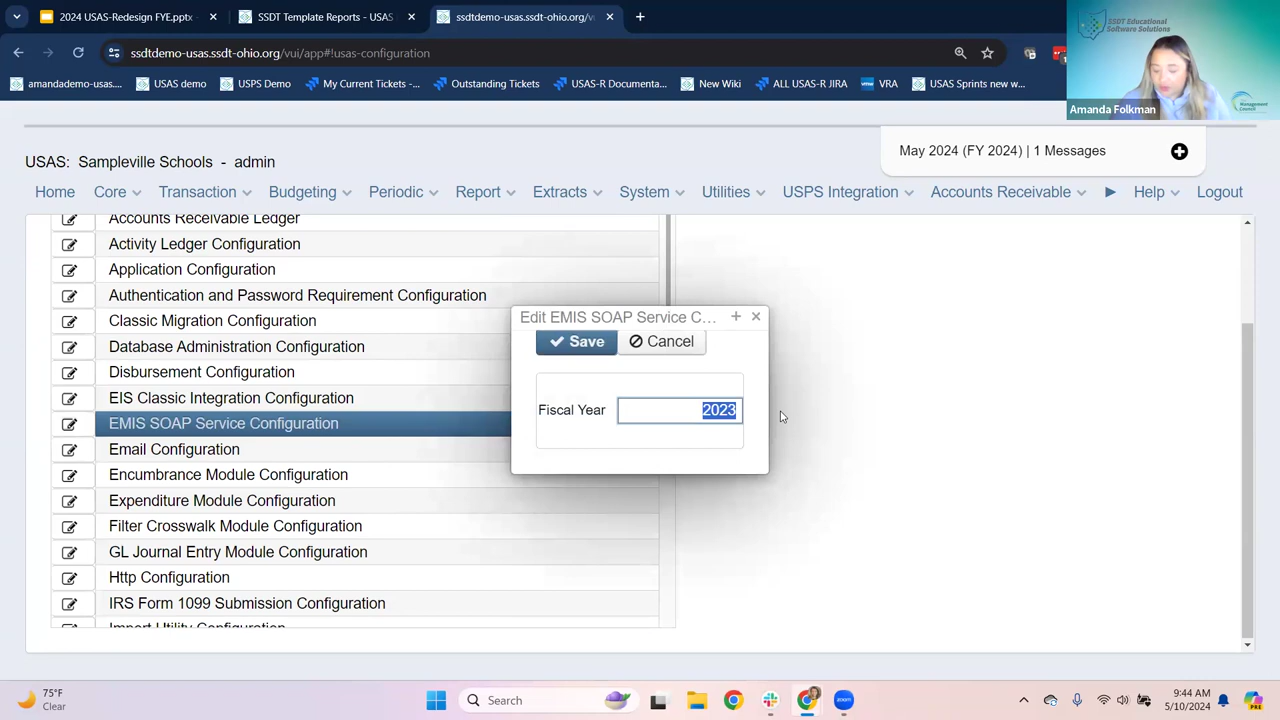 2024 USAS-Redesign FYE.pptx
SSDT Template Reports - USAS
ssdtdemo-usas.ssdt-ohio.org/v
ssdtdemo-usas.ssdt-ohio.org/vui/app#!usas-configuration
amandademo-usas....
USAS demo
USPS Demo
My Current Tickets -...
Outstanding Tickets
USAS-R Documenta...
New Wiki
ALL USAS-R JIRA
VRA
USAS Sprints new w...
SSDT Educational
Software Solutions
Management
Council
Amanda Folkman
USAS: Sampleville Schools - admin
May 2024 (FY 2024) | 1 Messages
Home Core Transaction Budgeting Periodic Report Extracts System Utilities USPS Integration Accounts Receivable Help Logout
Accounts Receivable Ledger
Activity Ledger Configuration
Application Configuration
Authentication and Password Requirement Configuration
Classic Migration Configuration
Database Administration Configuration
Disbursement Configuration
EIS Classic Integration Configuration
EMIS SOAP Service Configuration
Email Configuration
Encumbrance Module Configuration
Expenditure Module Configuration
Filter Crosswalk Module Configuration
GL Journal Entry Module Configuration
Http Configuration
IRS Form 1099 Submission Configuration
Import Utility Configuration
Edit EMIS SOAP Service C...
Save Cancel
Fiscal Year 2023
75°F
Clear
Search
zoom
9:44 AM
5/10/2024
PRE